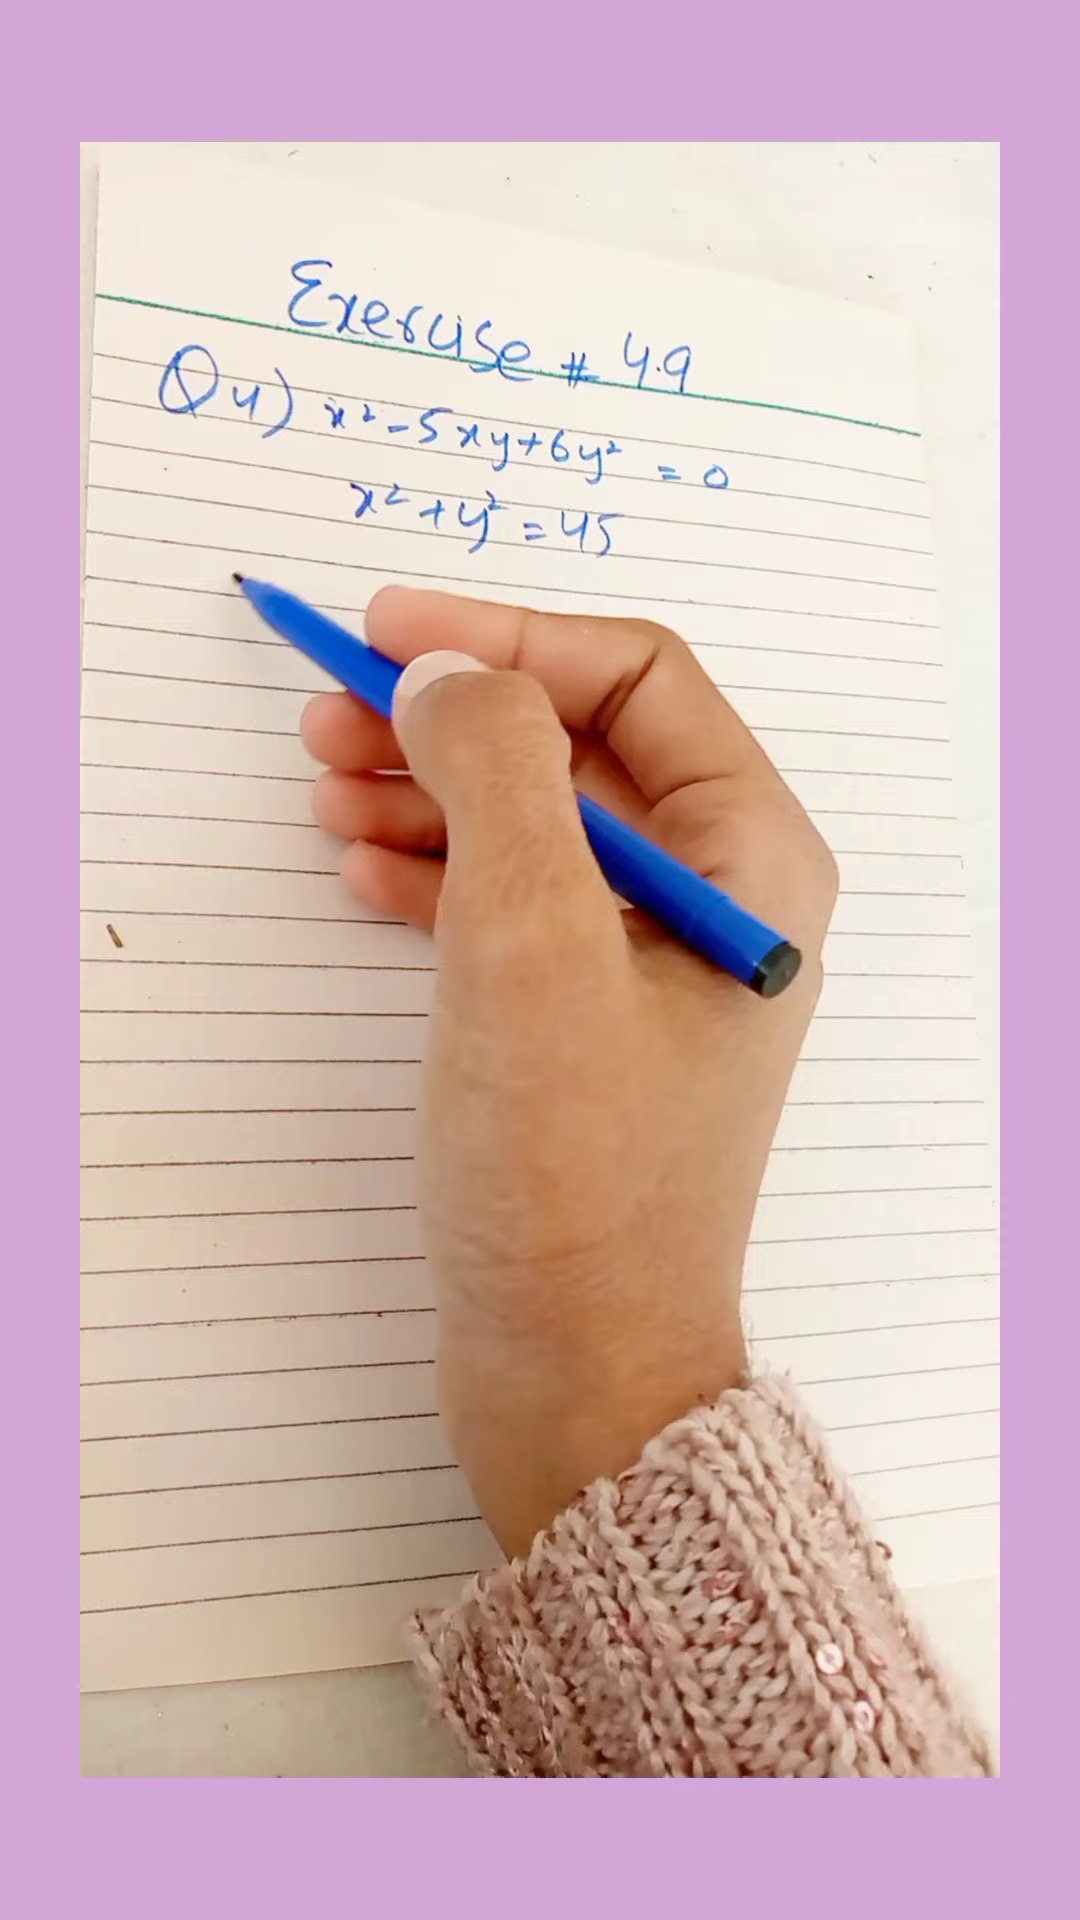 Exercise # 4.9
Q4) x² - 5xy + 6y² = 0
x² + y² = 45